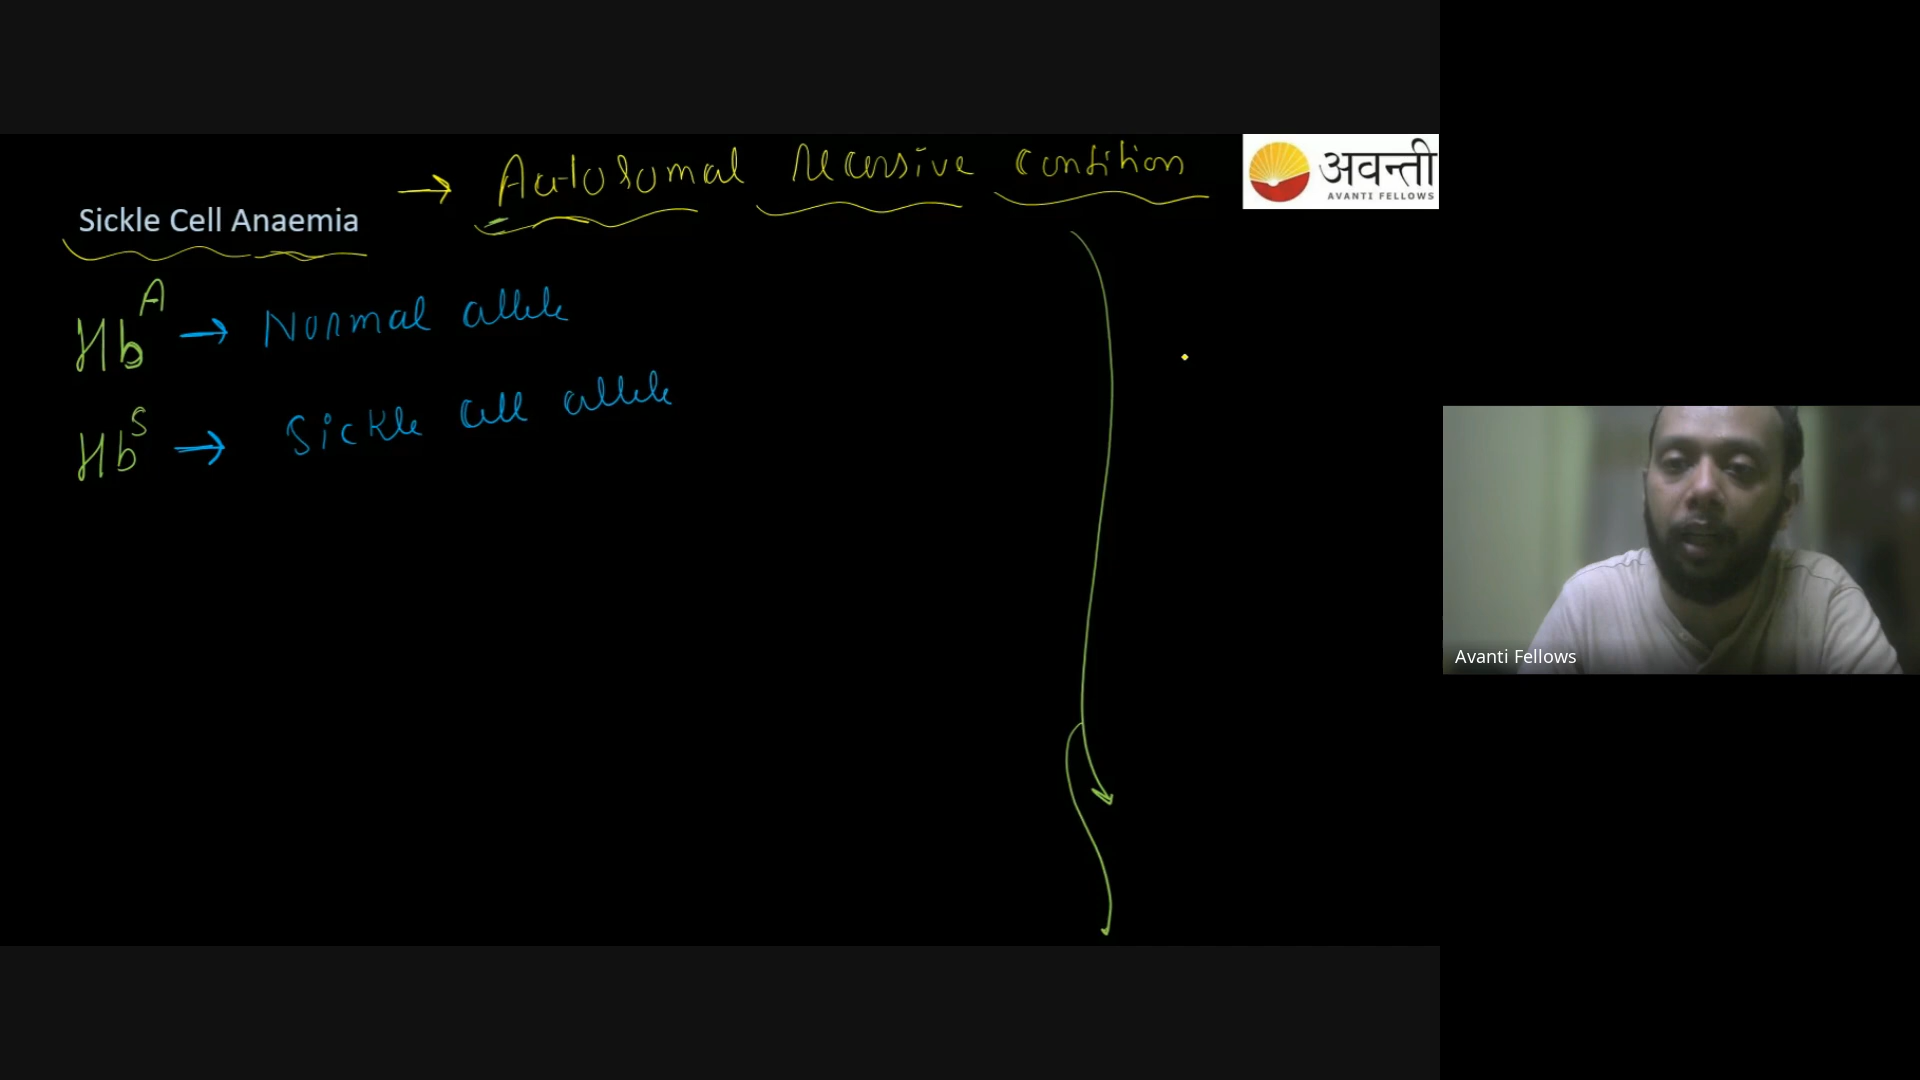 → Autosomal recessive condition
Sickle Cell Anaemia
अवन्ती
AVANTI FELLOWS
Hb^A → Normal allele
Hb^S → Sickle cell allele
Avanti Fellows